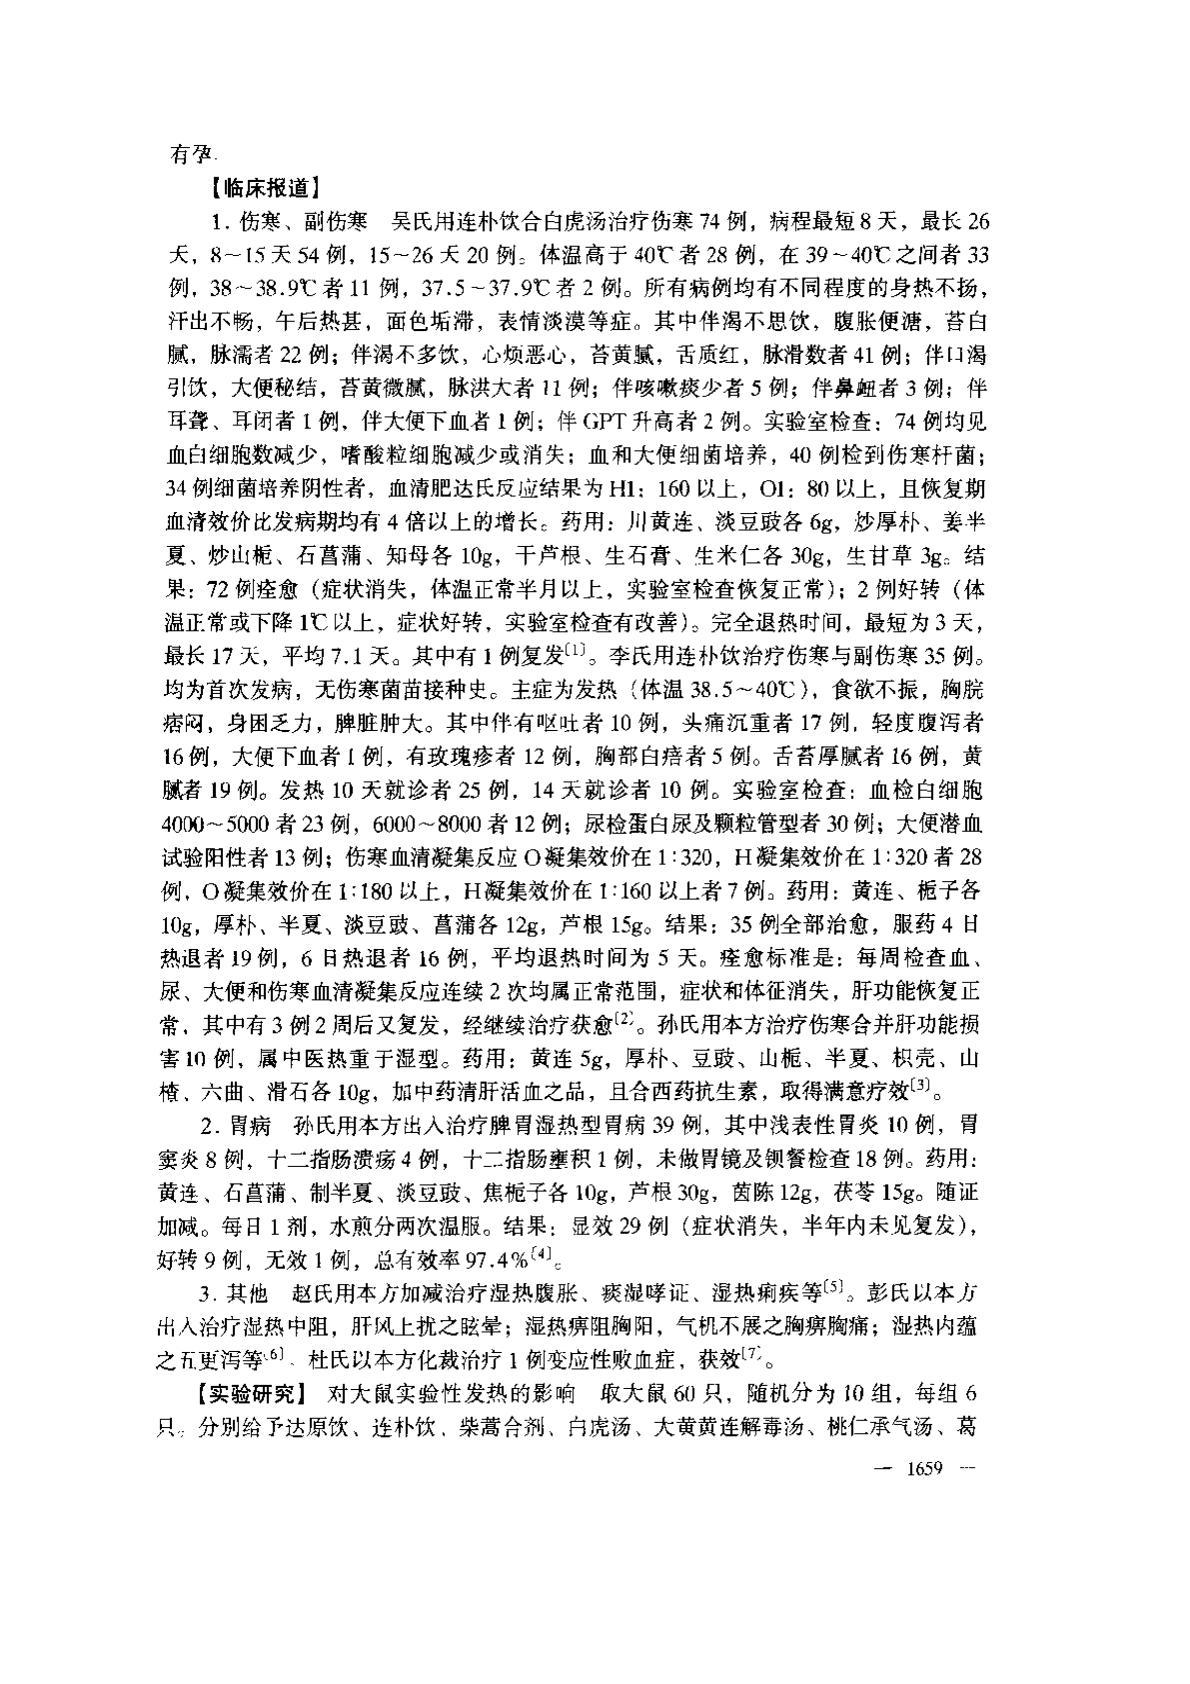 有孕.
【临床报道】
1. 伤寒、副伤寒 吴氏用连朴饮合白虎汤治疗伤寒 74 例，病程最短 8 天，最长 26
天，8～15 天 54 例，15～26 天 20 例。体温高于 40℃者 28 例，在 39～40℃之间者 33
例，38～38.9℃者 11 例，37.5～37.9℃者 2 例。所有病例均有不同程度的身热不扬，
汗出不畅，午后热甚，面色垢滞，表情淡漠等症。其中伴渴不思饮，腹胀便溏，苔白
腻，脉濡者 22 例；伴渴不多饮，心烦恶心，苔黄腻，舌质红，脉滑数者 41 例；伴口渴
引饮，大便秘结，苔黄微腻，脉洪大者 11 例；伴咳嗽痰少者 5 例；伴鼻衄者 3 例；伴
耳聋、耳闭者 1 例，伴大便下血者 1 例；伴 GPT 升高者 2 例。实验室检查：74 例均见
血白细胞数减少，嗜酸粒细胞减少或消失；血和大便细菌培养，40 例检到伤寒杆菌；
34 例细菌培养阴性者，血清肥达氏反应结果为 H1：160 以上，O1：80 以上，且恢复期
血清效价比发病期均有 4 倍以上的增长。药用：川黄连、淡豆豉各 6g，炒厚朴、姜半
夏、炒山栀、石菖蒲、知母各 10g，干芦根、生石膏、生米仁各 30g，生甘草 3g。结
果：72 例痊愈（症状消失，体温正常半月以上，实验室检查恢复正常）；2 例好转（体
温正常或下降 1℃以上，症状好转，实验室检查有改善）。完全退热时间，最短为 3 天，
最长 17 天，平均 7.1 天。其中有 1 例复发〔1〕。李氏用连朴饮治疗伤寒与副伤寒 35 例。
均为首次发病，无伤寒菌苗接种史。主症为发热（体温 38.5～40℃），食欲不振，胸脘
痞闷，身困乏力，脾脏肿大。其中伴有呕吐者 10 例，头痛沉重者 17 例，轻度腹泻者
16 例，大便下血者 1 例，有玫瑰疹者 12 例，胸部白㾦者 5 例。舌苔厚腻者 16 例，黄
腻者 19 例。发热 10 天就诊者 25 例，14 天就诊者 10 例。实验室检查：血检白细胞
4000～5000 者 23 例，6000～8000 者 12 例；尿检蛋白尿及颗粒管型者 30 例；大便潜血
试验阳性者 13 例；伤寒血清凝集反应 O 凝集效价在 1∶320，H 凝集效价在 1∶320 者 28
例，O 凝集效价在 1∶180 以上，H 凝集效价在 1∶160 以上者 7 例。药用：黄连、栀子各
10g，厚朴、半夏、淡豆豉、菖蒲各 12g，芦根 15g。结果：35 例全部治愈，服药 4 日
热退者 19 例，6 日热退者 16 例，平均退热时间为 5 天。痊愈标准是：每周检查血、
尿、大便和伤寒血清凝集反应连续 2 次均属正常范围，症状和体征消失，肝功能恢复正
常，其中有 3 例 2 周后又复发，经继续治疗获愈〔2〕。孙氏用本方治疗伤寒合并肝功能损
害 10 例，属中医热重于湿型。药用：黄连 5g，厚朴、豆豉、山栀、半夏、枳壳、山
楂、六曲、滑石各 10g，加中药清肝活血之品，且合西药抗生素，取得满意疗效〔3〕。
2. 胃病 孙氏用本方出入治疗脾胃湿热型胃病 39 例，其中浅表性胃炎 10 例，胃
窦炎 8 例，十二指肠溃疡 4 例，十二指肠壅积 1 例，未做胃镜及钡餐检查 18 例。药用：
黄连、石菖蒲、制半夏、淡豆豉、焦栀子各 10g，芦根 30g，茵陈 12g，茯苓 15g。随证
加减。每日 1 剂，水煎分两次温服。结果：显效 29 例（症状消失，半年内未见复发），
好转 9 例，无效 1 例，总有效率 97.4%〔4〕。
3. 其他 赵氏用本方加减治疗湿热腹胀、痰湿哮证、湿热痢疾等〔5〕。彭氏以本方
出入治疗湿热中阻，肝风上扰之眩晕；湿热痹阻胸阳，气机不展之胸痹胸痛；湿热内蕴
之五更泻等〔6〕、杜氏以本方化裁治疗 1 例变应性败血症，获效〔7〕。
【实验研究】 对大鼠实验性发热的影响 取大鼠 60 只，随机分为 10 组，每组 6
只。分别给予达原饮、连朴饮、柴蒿合剂、白虎汤、大黄黄连解毒汤、桃仁承气汤、葛
— 1659 —